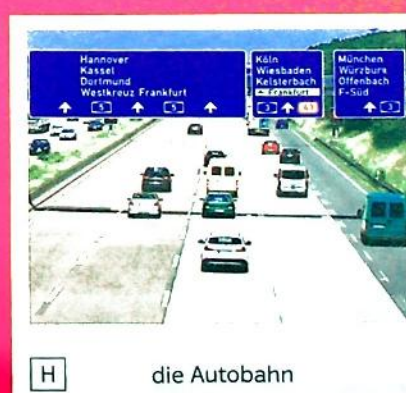 Hannover
Kassel
Dortmund
Westkreuz Frankfurt
5 5
Köln
Wiesbaden
Kelsterbach
Frankfurt
3 43
München
Würzburg
Offenbach
F-Süd
3
H die Autobahn